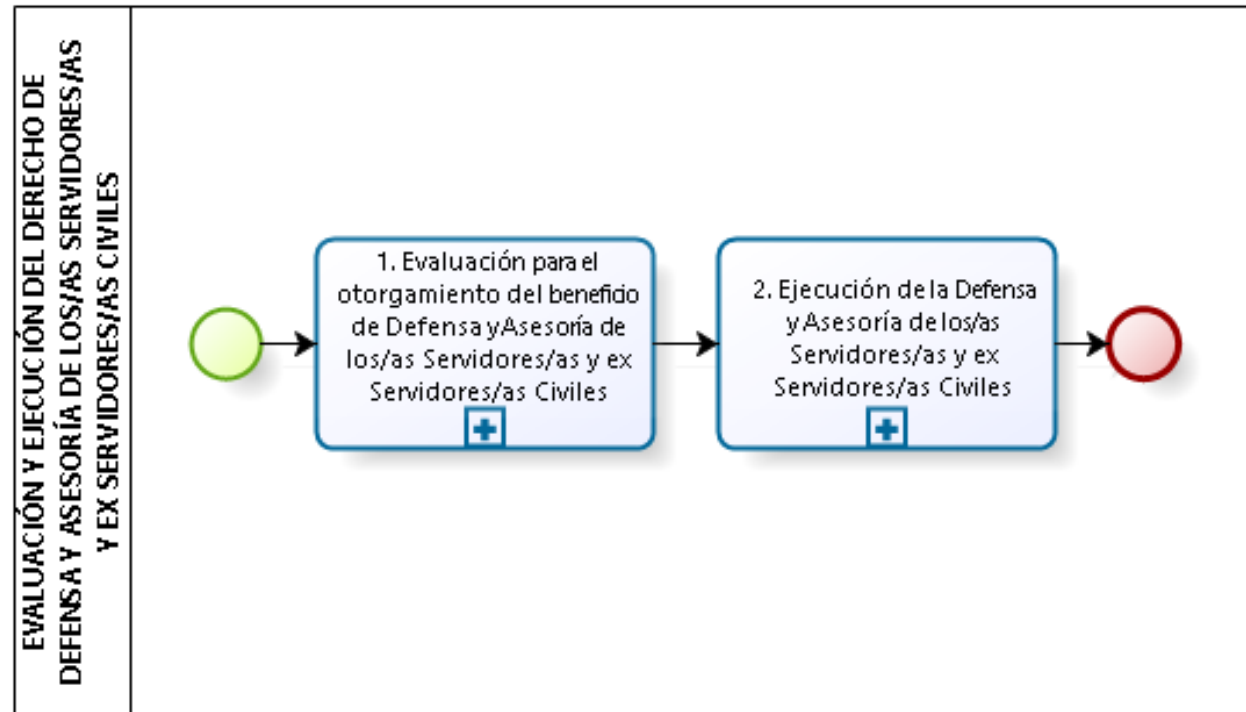 EVALUACIÓN Y EJECUCIÓN DEL DERECHO DE
DEFENSA Y ASESORÍA DE LOS/AS SERVIDORES/AS
Y EX SERVIDORES/AS CIVILES
1. Evaluación para el
otorgamiento del beneficio
de Defensa y Asesoría de
los/as Servidores/as y ex
Servidores/as Civiles
2. Ejecución de la Defensa
y Asesoría de los/as
Servidores/as y ex
Servidores/as Civiles